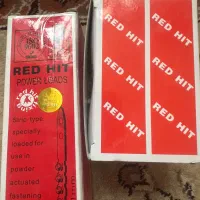 RED HIT
POWER LOADS
Strip-type
specially
loaded for
use in
powder
actuated
fastening
RED HIT
RED HIT
RED HIT
RED HIT
RED HIT
RED HIT